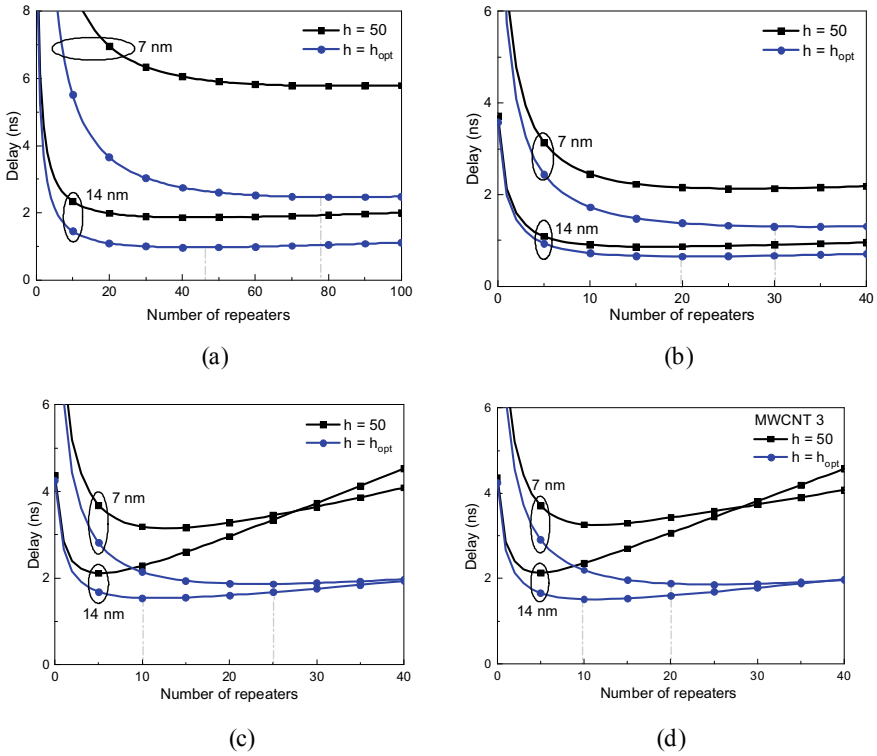 8
6
4
2
0
Delay (ns)
7 nm
14 nm
h = 50
h = hopt
0 20 40 60 80 100
Number of repeaters
(a)
6
4
2
0
Delay (ns)
7 nm
14 nm
h = 50
h = hopt
0 5 10 15 20 25 30 35 40
Number of repeaters
(b)
6
4
2
0
Delay (ns)
7 nm
14 nm
h = 50
h = hopt
0 10 20 30 40
Number of repeaters
(c)
6
4
2
0
Delay (ns)
7 nm
14 nm
MWCNT 3
h = 50
h = hopt
0 10 20 30 40
Number of repeaters
(d)